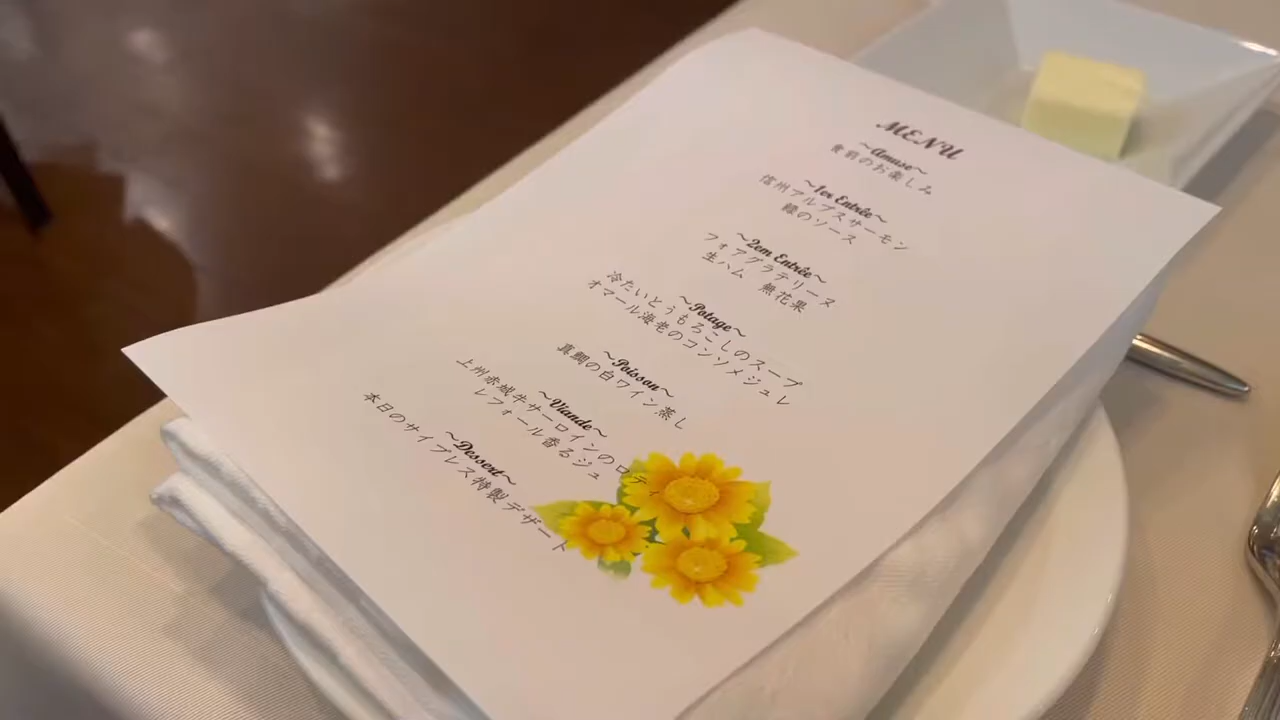 MENU
～Amuse～
食前のお楽しみ
～1er Entrée～
信州アルプスサーモン
緑のソース
～2em Entrée～
フォアグラテリーヌ
生ハム 無花果
～Potage～
冷たいとうもろこしのスープ
オマール海老のコンソメジュレ
～Poisson～
真鯛の白ワイン蒸し
～Viande～
上州赤城牛サーロインのロティ
レフォール香るジュ
～Dessert～
本日のサイプレス特製デザート